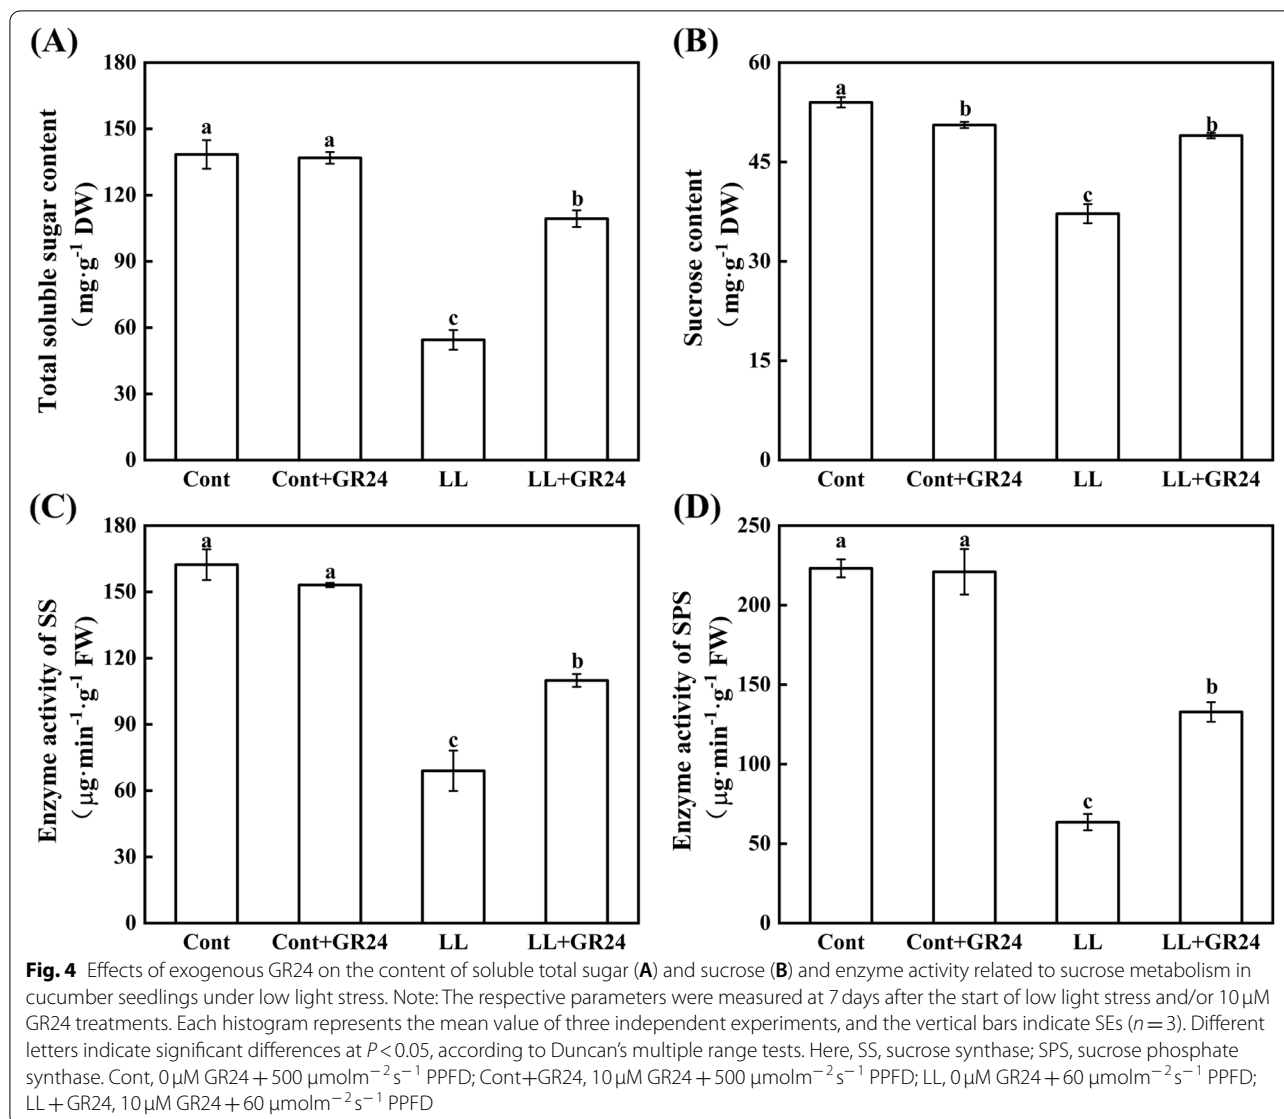 (A)
180
150
120
90
60
30
0
Total soluble sugar content
(mg·g⁻¹ DW)
a
a
c
b
Cont Cont+GR24 LL LL+GR24
(B)
60
45
30
15
0
Sucrose content
(mg·g⁻¹ DW)
a
b
c
b
Cont Cont+GR24 LL LL+GR24
(C)
180
150
120
90
60
30
0
Enzyme activity of SS
(μg·min⁻¹·g⁻¹ FW)
a
a
c
b
Cont Cont+GR24 LL LL+GR24
(D)
250
200
150
100
50
0
Enzyme activity of SPS
(μg·min⁻¹·g⁻¹ FW)
a
a
c
b
Cont Cont+GR24 LL LL+GR24
Fig. 4 Effects of exogenous GR24 on the content of soluble total sugar (A) and sucrose (B) and enzyme activity related to sucrose metabolism in
cucumber seedlings under low light stress. Note: The respective parameters were measured at 7 days after the start of low light stress and/or 10 μM
GR24 treatments. Each histogram represents the mean value of three independent experiments, and the vertical bars indicate SEs (n = 3). Different
letters indicate significant differences at P < 0.05, according to Duncan's multiple range tests. Here, SS, sucrose synthase; SPS, sucrose phosphate
synthase. Cont, 0 μM GR24 + 500 μmolm⁻² s⁻¹ PPFD; Cont+GR24, 10 μM GR24 + 500 μmolm⁻² s⁻¹ PPFD; LL, 0 μM GR24 + 60 μmolm⁻² s⁻¹ PPFD;
LL + GR24, 10 μM GR24 + 60 μmolm⁻² s⁻¹ PPFD